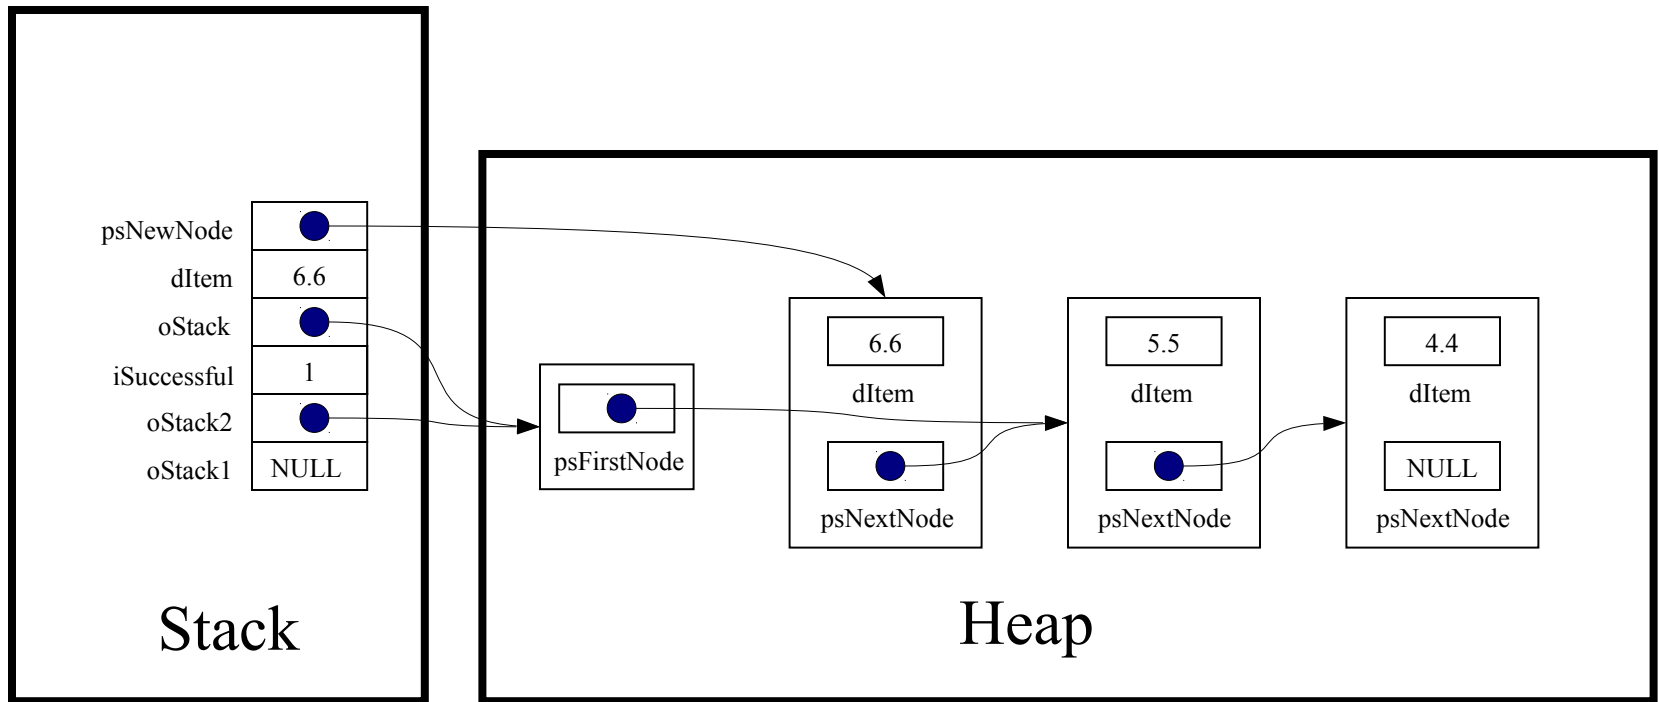 psNewNode
dItem 6.6
oStack
iSuccessful 1
oStack2
oStack1 NULL
Stack
psFirstNode
6.6
dItem
psNextNode
5.5
dItem
psNextNode
4.4
dItem
NULL
psNextNode
Heap